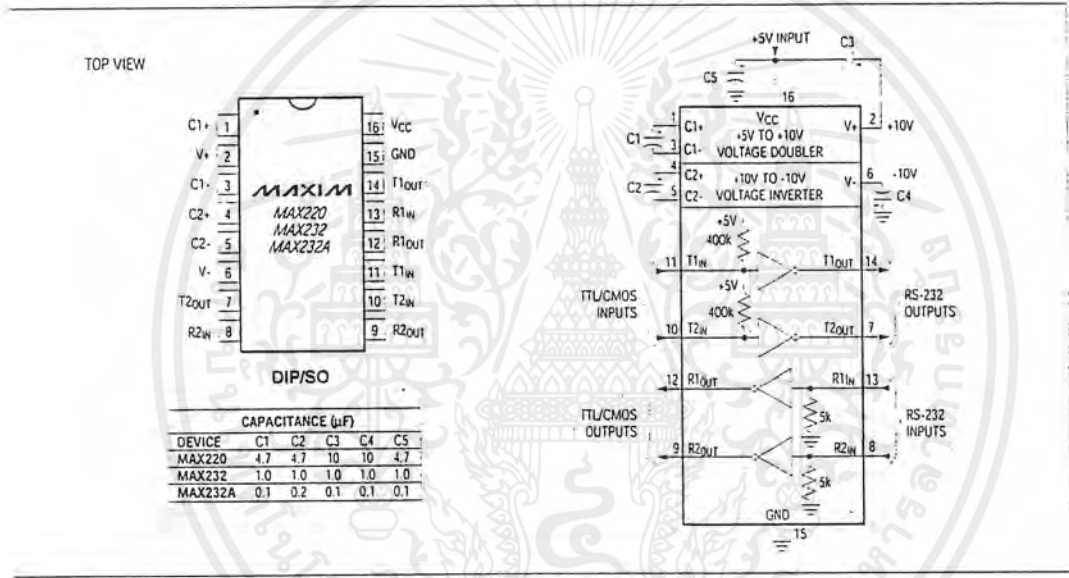 TOP VIEW
C1+ 1
V+ 2
C1- 3
C2+ 4
C2- 5
V- 6
T2OUT 7
R2IN 8
16 VCC
15 GND
14 T1OUT
13 R1IN
12 R1OUT
11 T1IN
10 T2IN
9 R2OUT
MAXIM
MAX220
MAX232
MAX232A
DIP/SO
CAPACITANCE (µF)
DEVICE C1 C2 C3 C4 C5
MAX220 4.7 4.7 10 10 4.7
MAX232 1.0 1.0 1.0 1.0 1.0
MAX232A 0.1 0.2 0.1 0.1 0.1
+5V INPUT
C3
C5
16
VCC
1 C1+
C1
3 C1-
+5V TO +10V
VOLTAGE DOUBLER
V+ 2 +10V
4 C2+
C2
5 C2-
+10V TO -10V
VOLTAGE INVERTER
V- 6 -10V
C4
+5V
400k
11 T1IN
T1OUT 14
+5V
400k
TTL/CMOS
INPUTS
RS-232
OUTPUTS
10 T2IN
T2OUT 7
12 R1OUT
R1IN 13
5k
TTL/CMOS
OUTPUTS
RS-232
INPUTS
9 R2OUT
R2IN 8
5k
GND
15